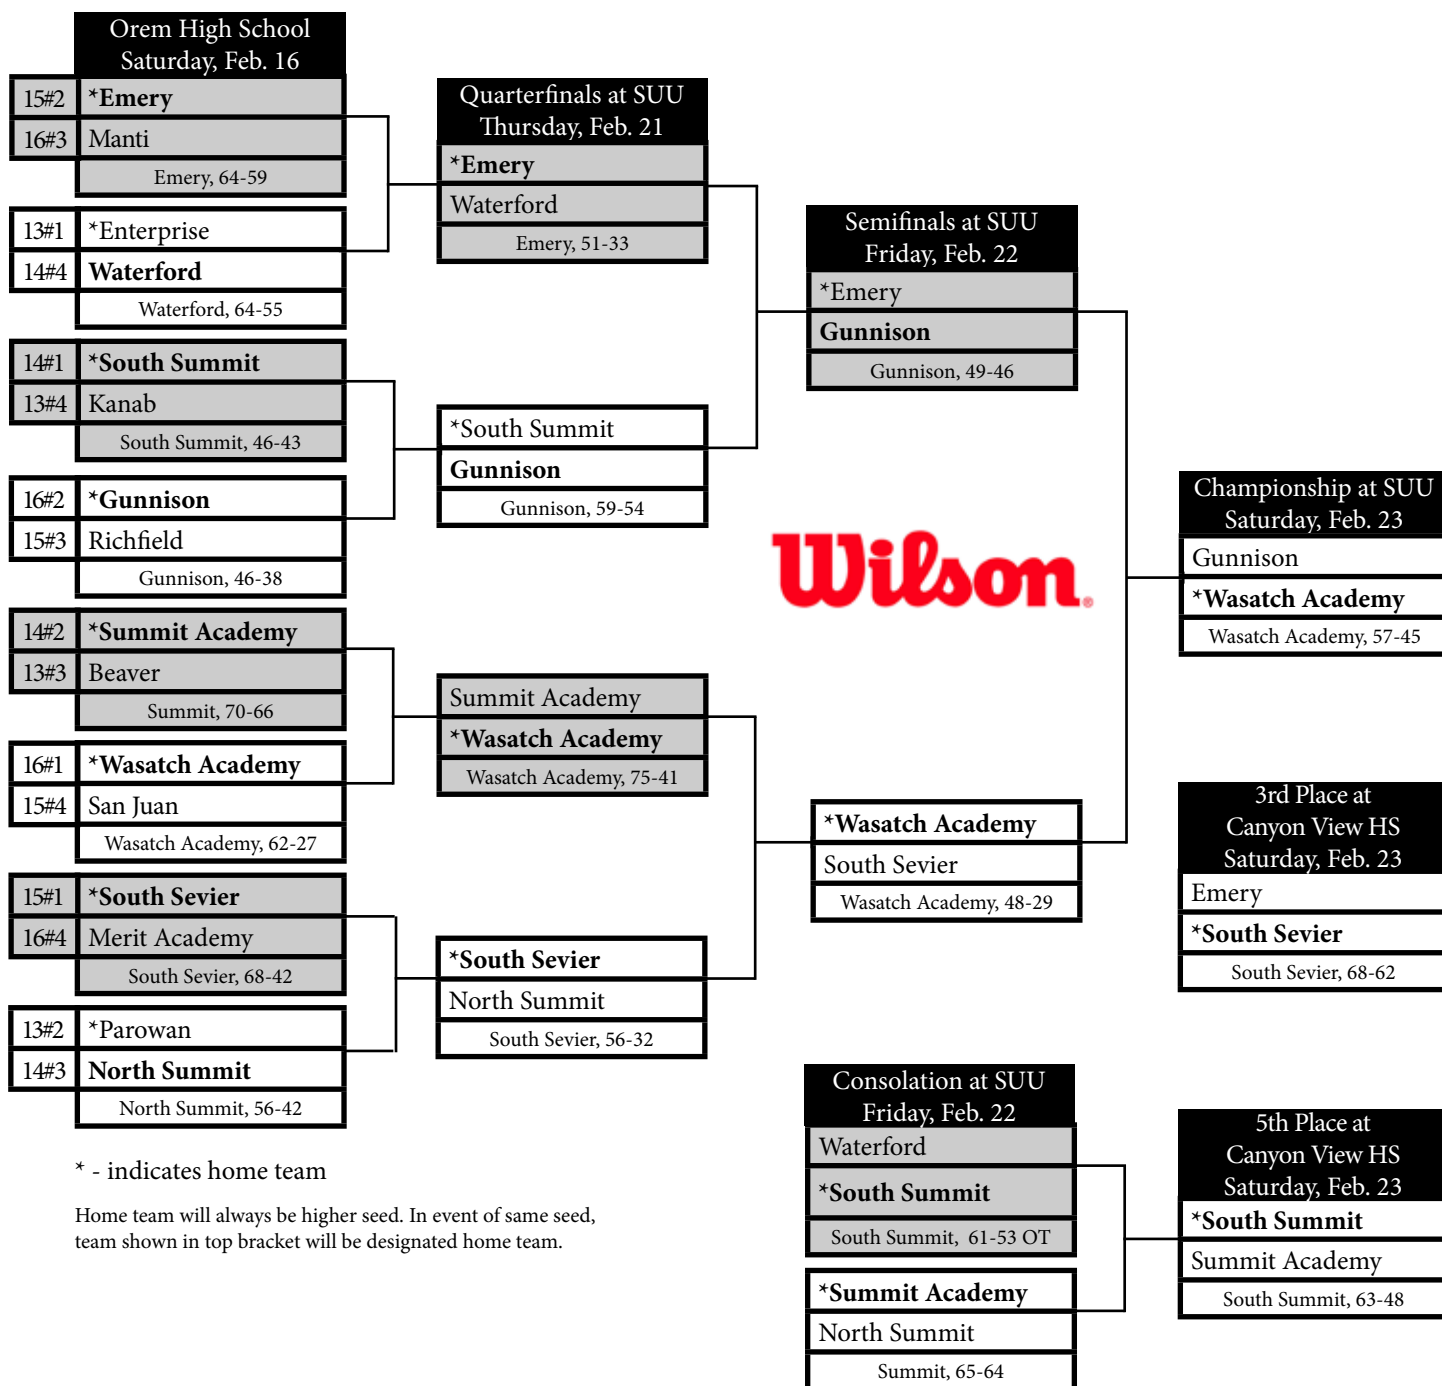 Orem High School
Saturday, Feb. 16
15#2 *Emery
16#3 Manti
Emery, 64-59
13#1 *Enterprise
14#4 Waterford
Waterford, 64-55
14#1 *South Summit
13#4 Kanab
South Summit, 46-43
16#2 *Gunnison
15#3 Richfield
Gunnison, 46-38
14#2 *Summit Academy
13#3 Beaver
Summit, 70-66
16#1 *Wasatch Academy
15#4 San Juan
Wasatch Academy, 62-27
15#1 *South Sevier
16#4 Merit Academy
South Sevier, 68-42
13#2 *Parowan
14#3 North Summit
North Summit, 56-42
Quarterfinals at SUU
Thursday, Feb. 21
*Emery
Waterford
Emery, 51-33
*South Summit
Gunnison
Gunnison, 59-54
Summit Academy
*Wasatch Academy
Wasatch Academy, 75-41
*South Sevier
North Summit
South Sevier, 56-32
Semifinals at SUU
Friday, Feb. 22
*Emery
Gunnison
Gunnison, 49-46
Wilson®
*Wasatch Academy
South Sevier
Wasatch Academy, 48-29
Championship at SUU
Saturday, Feb. 23
Gunnison
*Wasatch Academy
Wasatch Academy, 57-45
3rd Place at
Canyon View HS
Saturday, Feb. 23
Emery
*South Sevier
South Sevier, 68-62
Consolation at SUU
Friday, Feb. 22
Waterford
*South Summit
South Summit, 61-53 OT
*Summit Academy
North Summit
Summit, 65-64
5th Place at
Canyon View HS
Saturday, Feb. 23
*South Summit
Summit Academy
South Summit, 63-48
* - indicates home team
Home team will always be higher seed. In event of same seed,
team shown in top bracket will be designated home team.